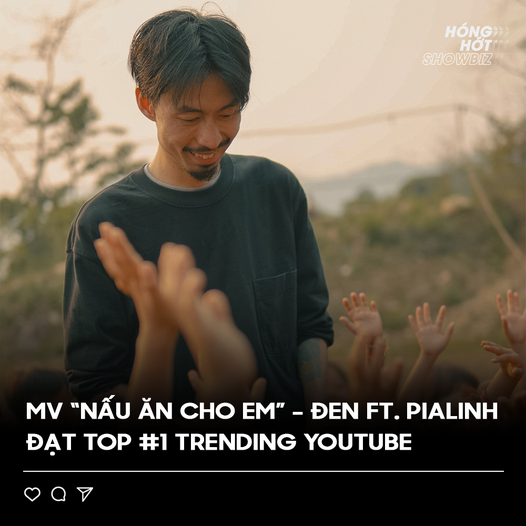 HÓNG
HỚT
SHOWBIZ
MV “NẤU ĂN CHO EM” – ĐEN FT. PIALINH
ĐẠT TOP #1 TRENDING YOUTUBE